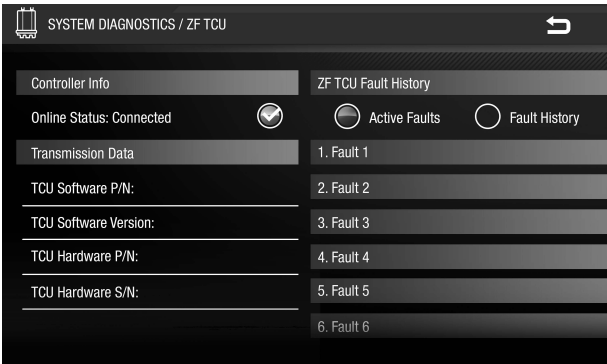 SYSTEM DIAGNOSTICS / ZF TCU
Controller Info
Online Status: Connected
Transmission Data
TCU Software P/N:
TCU Software Version:
TCU Hardware P/N:
TCU Hardware S/N:
ZF TCU Fault History
Active Faults
Fault History
1. Fault 1
2. Fault 2
3. Fault 3
4. Fault 4
5. Fault 5
6. Fault 6